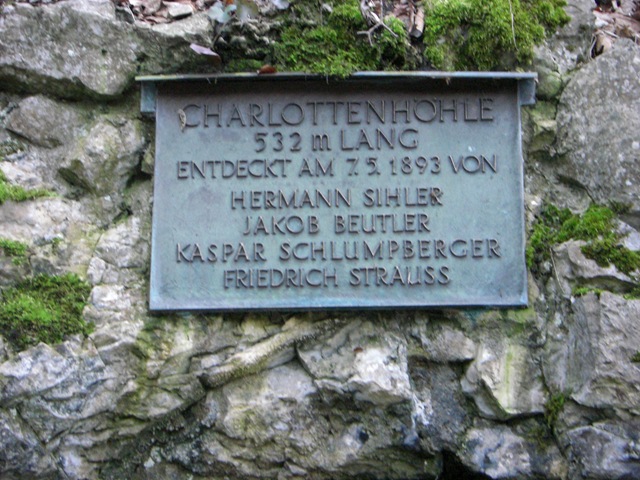 CHARLOTTENHÖHLE
532 m LANG
ENTDECKT AM 7.5.1893 VON
HERMANN SIHLER
JAKOB BEUTLER
KASPAR SCHLUMPBERGER
FRIEDRICH STRAUSS